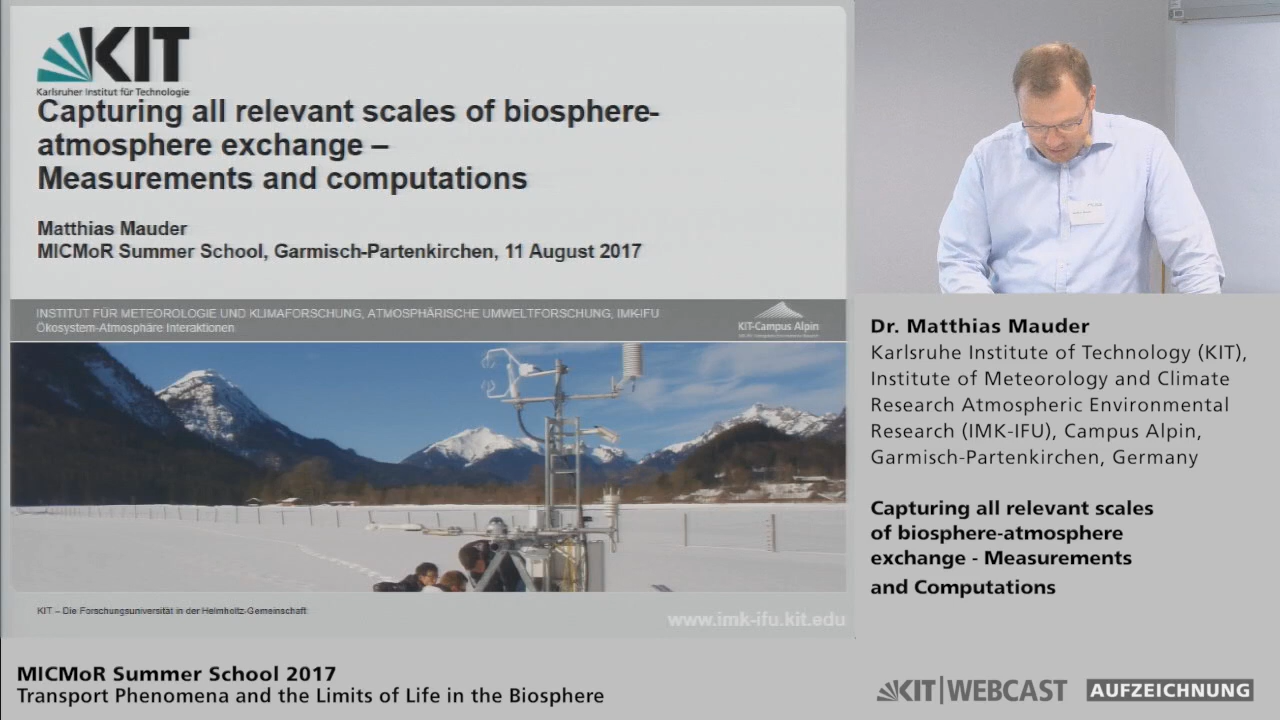 KIT
Karlsruher Institut für Technologie
Capturing all relevant scales of biosphere-
atmosphere exchange –
Measurements and computations
Matthias Mauder
MICMoR Summer School, Garmisch-Partenkirchen, 11 August 2017
INSTITUT FÜR METEOROLOGIE UND KLIMAFORSCHUNG, ATMOSPHÄRISCHE UMWELTFORSCHUNG, IMK-IFU
Ökosystem-Atmosphäre Interaktionen
KIT-Campus Alpin
KIT – Die Forschungsuniversität in der Helmholtz-Gemeinschaft
www.imk-ifu.kit.edu
Dr. Matthias Mauder
Karlsruhe Institute of Technology (KIT),
Institute of Meteorology and Climate
Research Atmospheric Environmental
Research (IMK-IFU), Campus Alpin,
Garmisch-Partenkirchen, Germany
Capturing all relevant scales
of biosphere-atmosphere
exchange - Measurements
and Computations
MICMoR Summer School 2017
Transport Phenomena and the Limits of Life in the Biosphere
KIT|WEBCAST
AUFZEICHNUNG